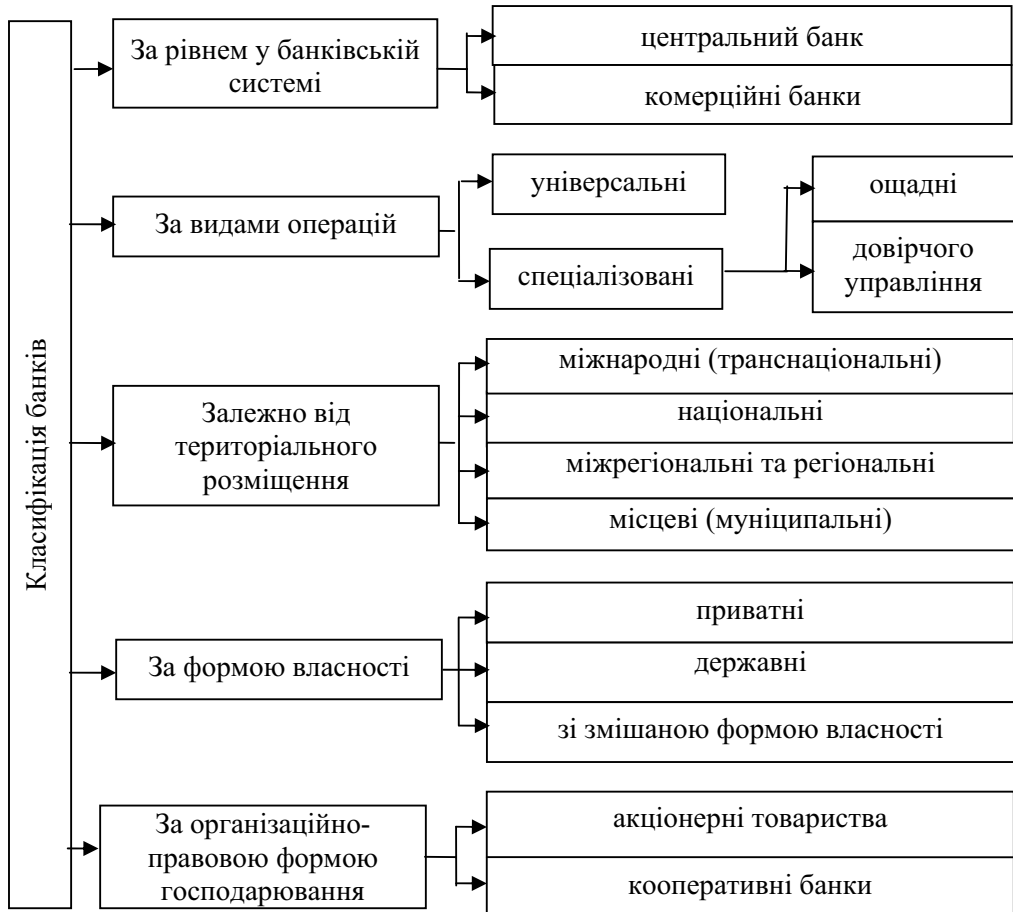 Класифікація банків
За рівнем у банківській
системі
центральний банк
комерційні банки
За видами операцій
універсальні
спеціалізовані
ощадні
довірчого
управління
Залежно від
територіального
розміщення
міжнародні (транснаціональні)
національні
міжрегіональні та регіональні
місцеві (муніципальні)
За формою власності
приватні
державні
зі змішаною формою власності
За організаційно-
правовою формою
господарювання
акціонерні товариства
кооперативні банки